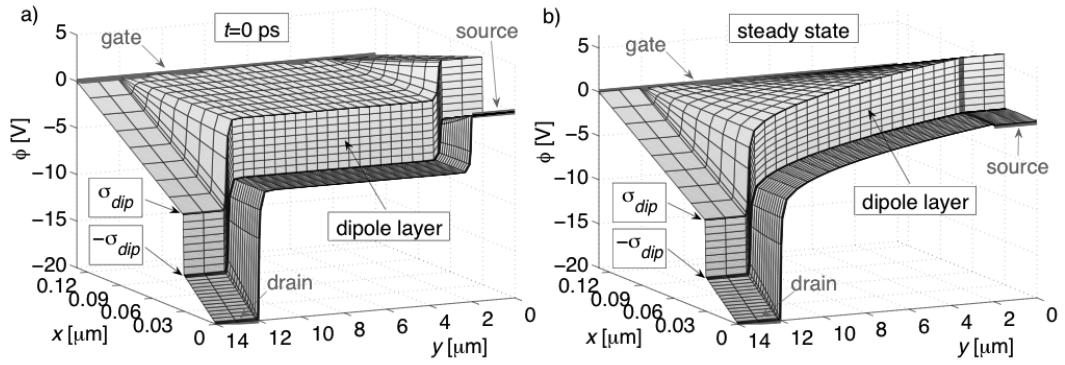 a)
t=0 ps
gate
source
5
0
−5
−10
−15
−20
ϕ [V]
σdip
−σdip
dipole layer
drain
0.12
0.09
0.06
0.03
0
x [μm]
14
12
10
8
6
4
2
0
y [μm]
b)
steady state
gate
source
5
0
−5
−10
−15
−20
ϕ [V]
σdip
−σdip
dipole layer
drain
0.12
0.09
0.06
0.03
0
x [μm]
14
12
10
8
6
4
2
0
y [μm]